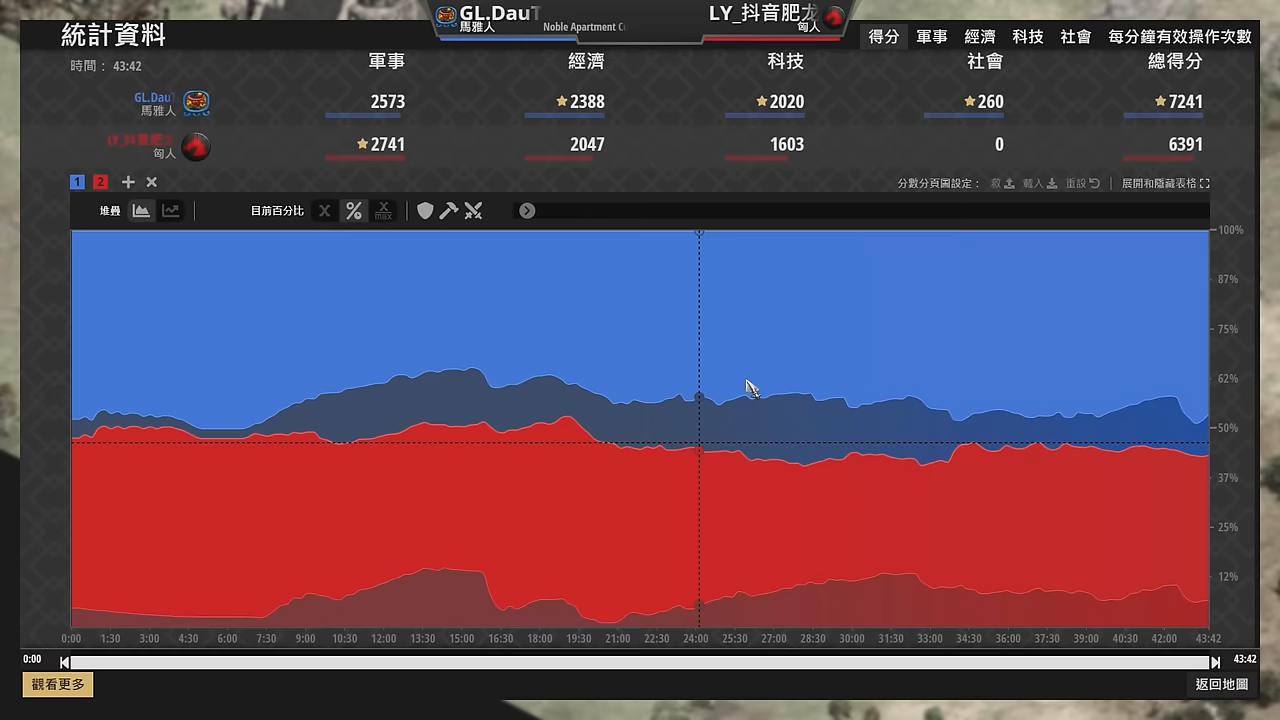 GL.DauT
馬雅人
Noble Apartment C
LY_抖音肥龙
匈人
統計資料
得分 軍事 經濟 科技 社會 每分鐘有效操作次數
時間： 43:42
軍事 經濟 科技 社會 總得分
GL.DauT
馬雅人
2573 2388 2020 260 7241
LY_抖音肥龙
匈人
2741 2047 1603 0 6391
1 2
分數分頁圖設定： 載入 重設 展開和隱藏表格
堆疊 目前百分比 X % X MAX
100%
87%
75%
62%
50%
37%
25%
12%
0:00 1:30 3:00 4:30 6:00 7:30 9:00 10:30 12:00 13:30 15:00 16:30 18:00 19:30 21:00 22:30 24:00 25:30 27:00 28:30 30:00 31:30 33:00 34:30 36:00 37:30 39:00 40:30 42:00 43:42
0:00 43:42
觀看更多 返回地圖